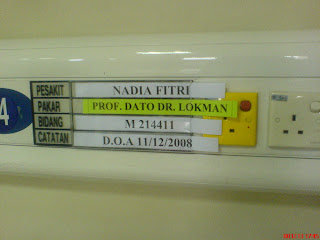 4
PESAKIT NADIA FITRI
PAKAR PROF. DATO DR. LOKMAN
BIDANG M 214411
CATATAN D.O.A 11/12/2008